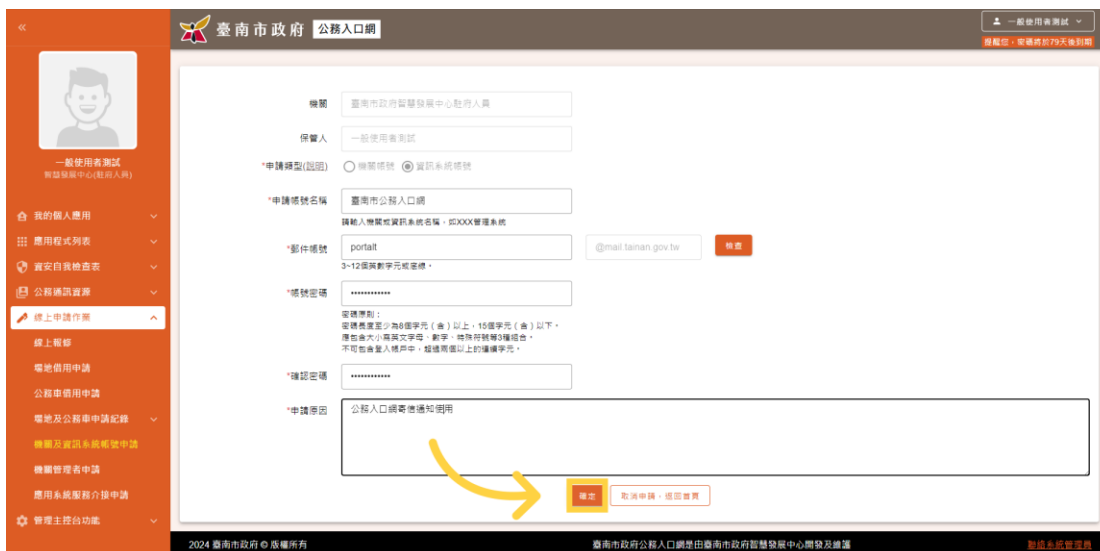 «
臺南市政府 公務入口網
一般使用者測試
提醒您，密碼將於79天後到期
一般使用者測試
智慧發展中心(駐府人員)
我的個人應用
應用程式列表
資安自我檢查表
公務通訊資源
線上申請作業
線上報修
場地借用申請
公務車借用申請
場地及公務車申請記錄
機關及資訊系統帳號申請
機關管理者申請
應用系統服務介接申請
管理主控台功能
機關 臺南市政府智慧發展中心駐府人員
保管人 一般使用者測試
*申請類型(說明) 機關帳號 資訊系統帳號
*申請帳號名稱 臺南市公務入口網
請輸入機關或資訊系統名稱，如XXX管理系統
*郵件帳號 portalt @mail.tainan.gov.tw 檢查
3~12個英數字元或底線。
*帳號密碼 ••••••••••••
密碼原則：
密碼長度至少為8個字元（含）以上，15個字元（含）以下。
應包含大小寫英文字母、數字、特殊符號等3種組合。
不可包含登入帳戶中，超過兩個以上的連續字元。
*確認密碼 ••••••••••••
*申請原因 公務入口網寄信通知使用
確定 取消申請，返回首頁
2024 臺南市政府 © 版權所有 臺南市政府公務入口網是由臺南市政府智慧發展中心開發及維護 聯絡系統管理員